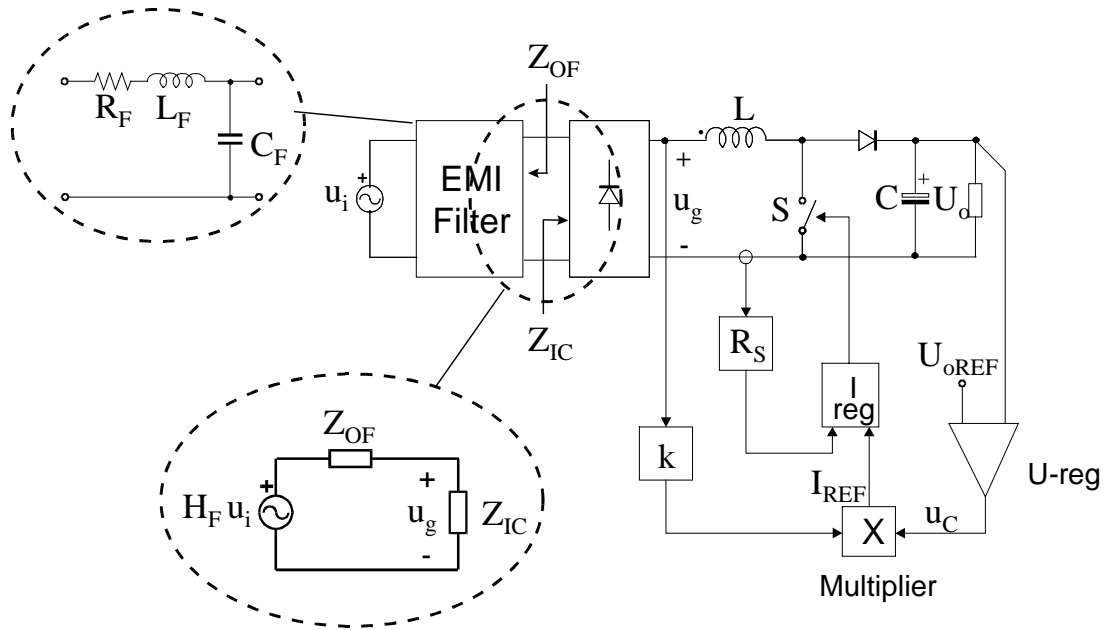 Z_OF
R_F L_F
C_F
L
EMI
Filter
u_i
+
+
u_g
-
S
C
+
U_o
Z_IC
R_S
U_oREF
I
reg
k
U-reg
I_REF
X
u_C
Multiplier
Z_OF
H_F u_i
+
+
u_g
-
Z_IC